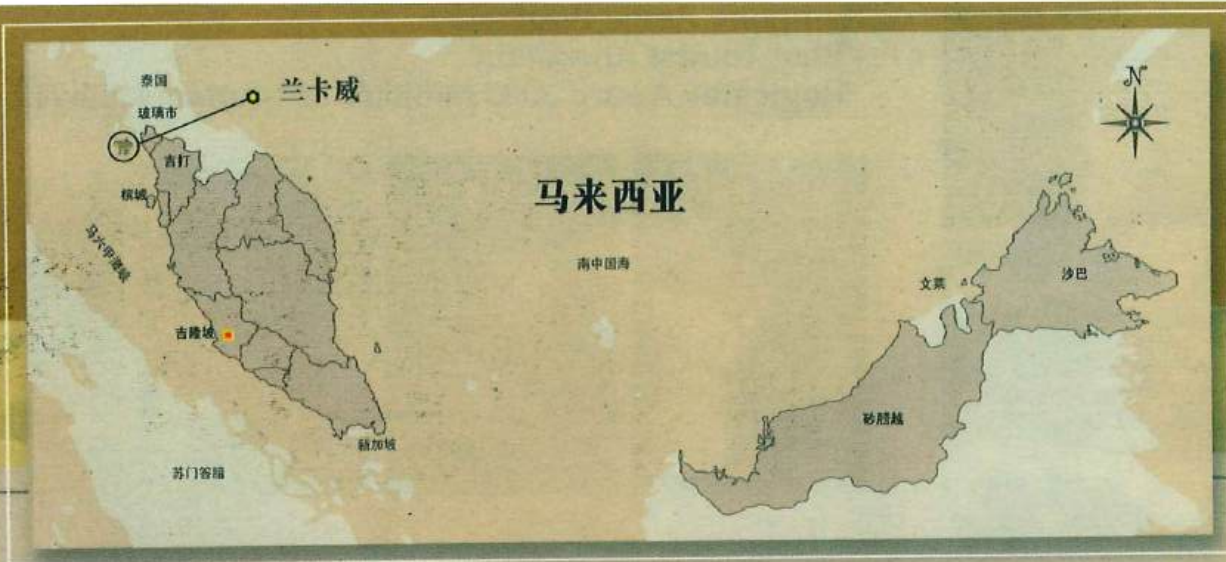 泰国
兰卡威
玻璃市
吉打
槟城
马六甲海峡
吉隆坡
新加坡
苏门答腊
马来西亚
南中国海
文莱
沙巴
砂朥越
N